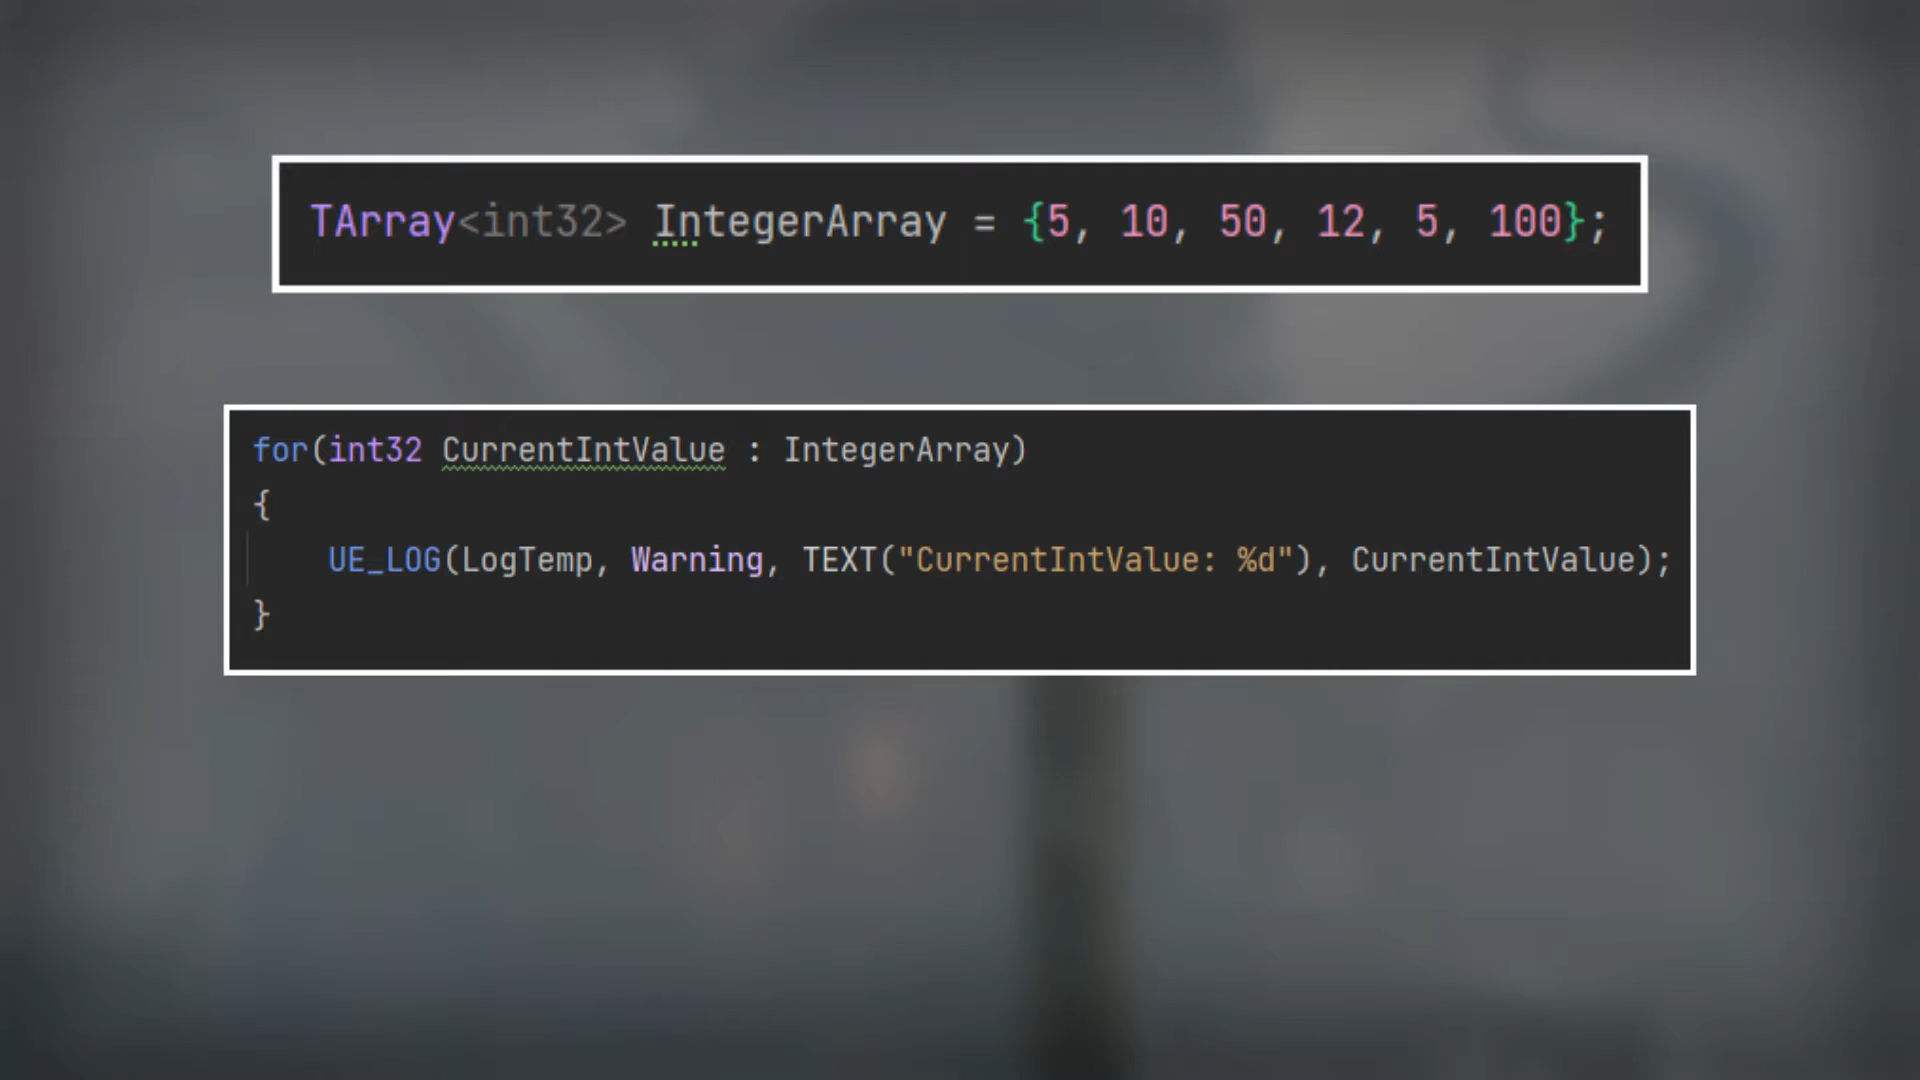 TArray<int32> IntegerArray = {5, 10, 50, 12, 5, 100};
for(int32 CurrentIntValue : IntegerArray)
{
    UE_LOG(LogTemp, Warning, TEXT("CurrentIntValue: %d"), CurrentIntValue);
}